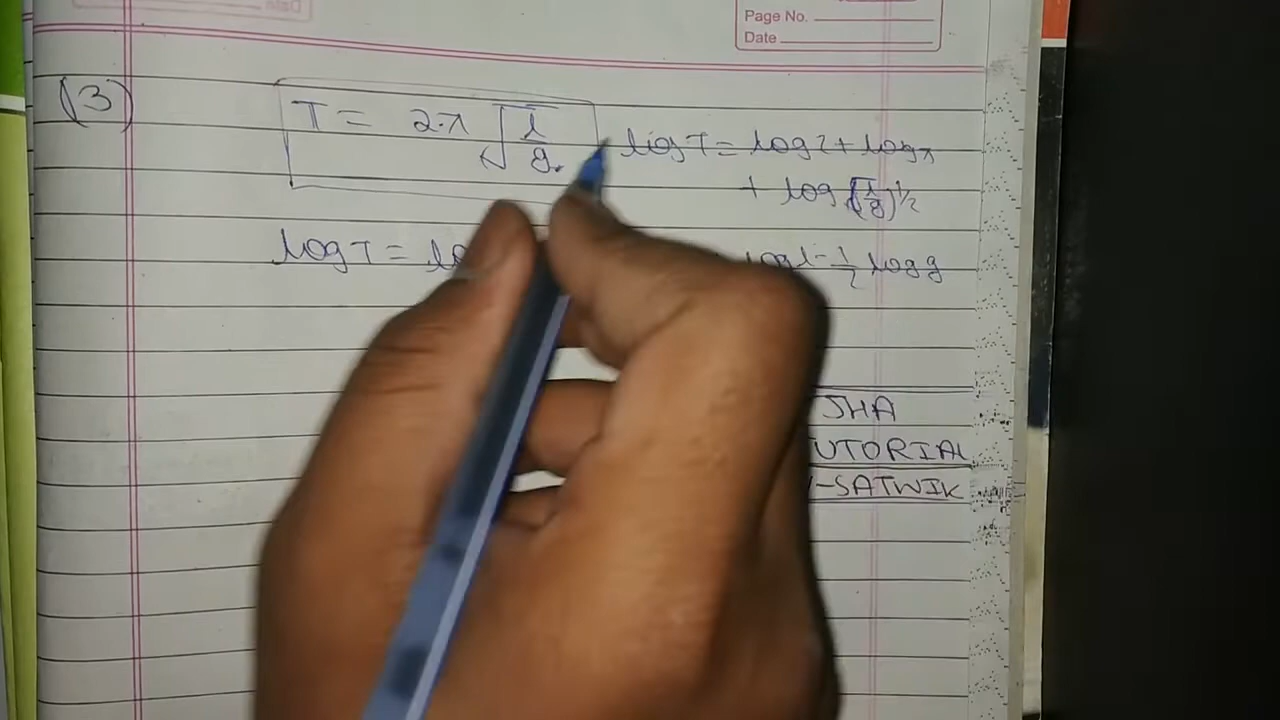 Page No.
Date
(3)
T = 2.π √l/g.
log T = log 2 + log π
+ log (l/g)^1/2
log T = log l - 1/2 log g
JHA
UTORIAL
-SATWIK